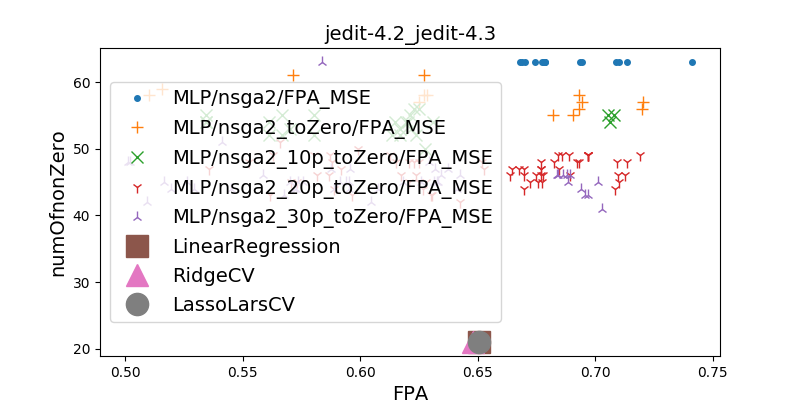 jedit-4.2_jedit-4.3
numOfnonZero
60
50
40
30
20
MLP/nsga2/FPA_MSE
MLP/nsga2_toZero/FPA_MSE
MLP/nsga2_10p_toZero/FPA_MSE
MLP/nsga2_20p_toZero/FPA_MSE
MLP/nsga2_30p_toZero/FPA_MSE
LinearRegression
RidgeCV
LassoLarsCV
0.50 0.55 0.60 0.65 0.70 0.75
FPA